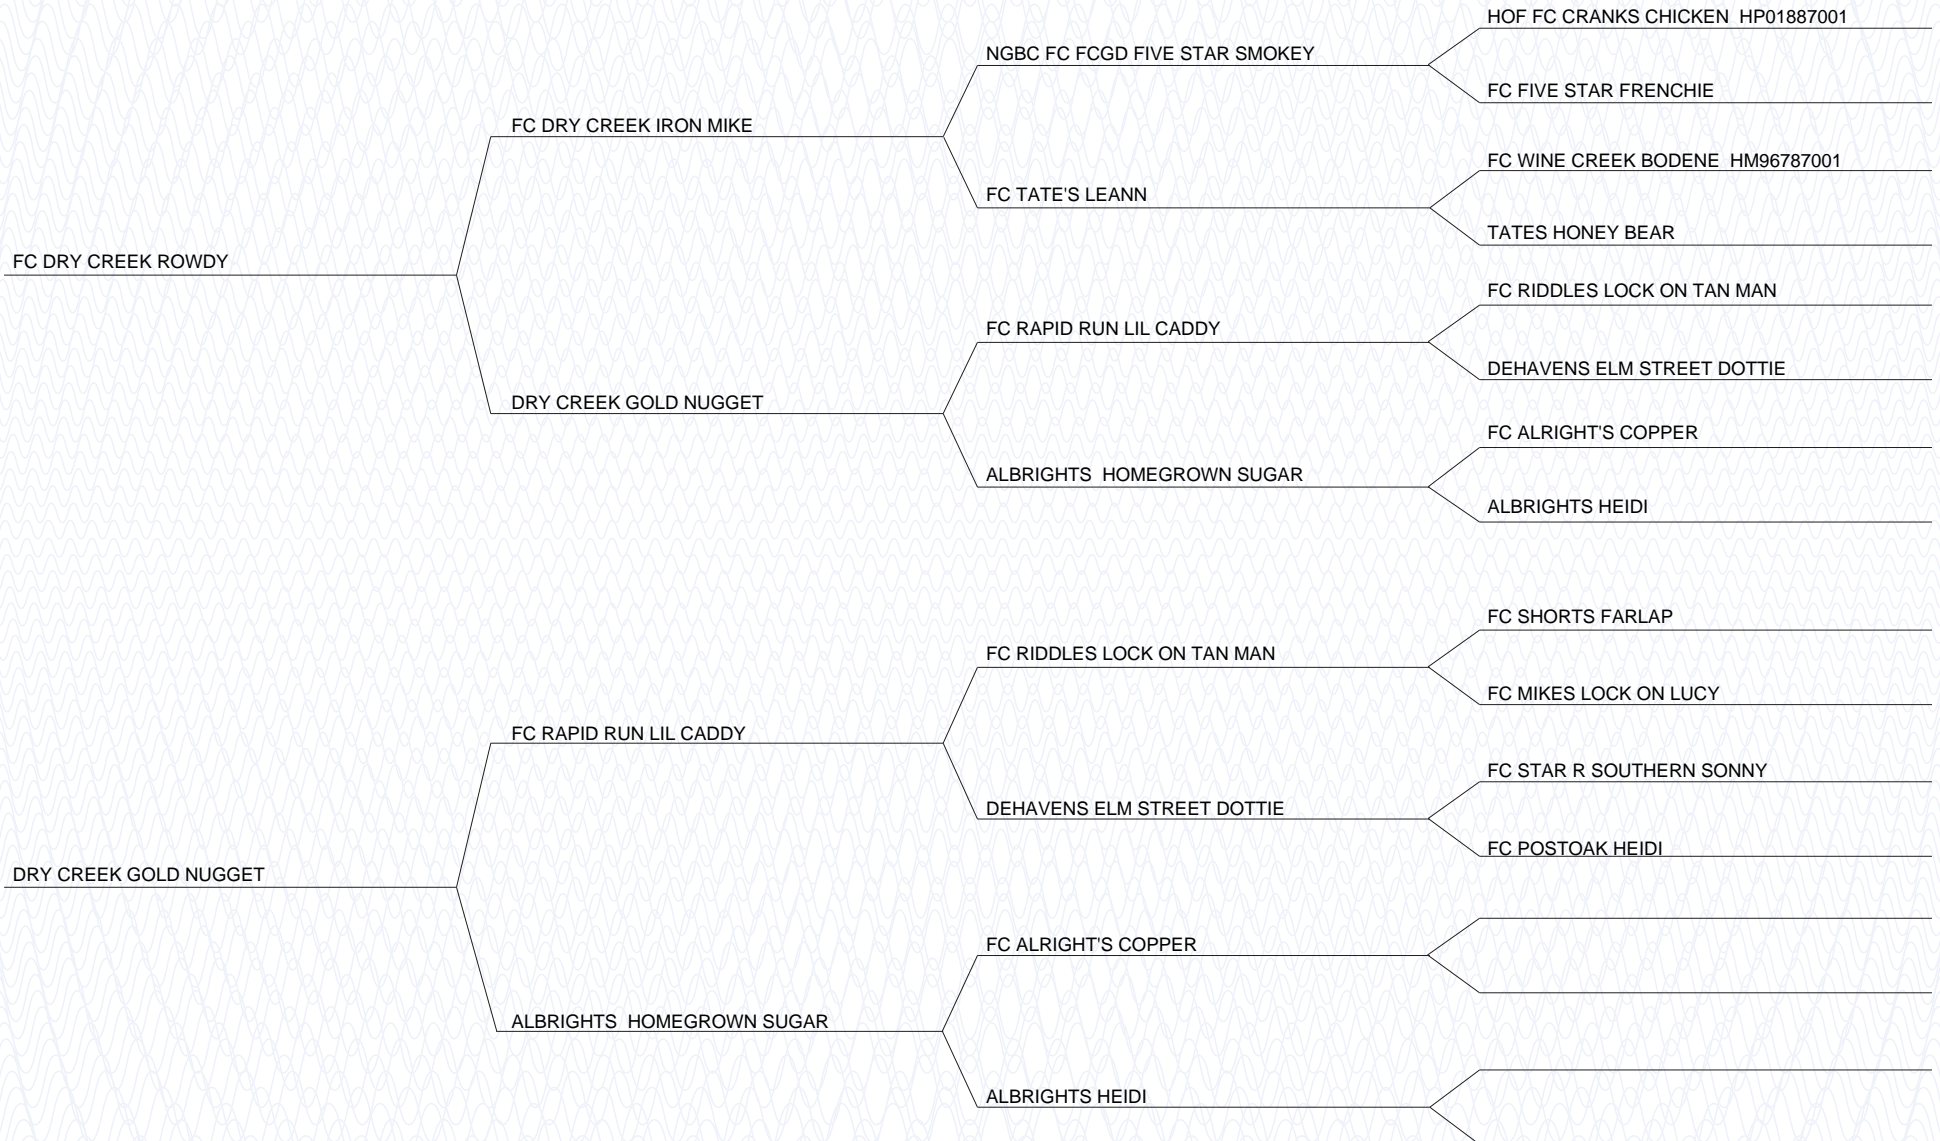 HOF FC CRANKS CHICKEN  HP01887001
NGBC FC FCGD FIVE STAR SMOKEY
FC FIVE STAR FRENCHIE
FC DRY CREEK IRON MIKE
FC WINE CREEK BODENE  HM96787001
FC TATE'S LEANN
TATES HONEY BEAR
FC DRY CREEK ROWDY
FC RIDDLES LOCK ON TAN MAN
FC RAPID RUN LIL CADDY
DEHAVENS ELM STREET DOTTIE
DRY CREEK GOLD NUGGET
FC ALRIGHT'S COPPER
ALBRIGHTS  HOMEGROWN SUGAR
ALBRIGHTS HEIDI
FC SHORTS FARLAP
FC RIDDLES LOCK ON TAN MAN
FC MIKES LOCK ON LUCY
FC RAPID RUN LIL CADDY
FC STAR R SOUTHERN SONNY
DEHAVENS ELM STREET DOTTIE
FC POSTOAK HEIDI
DRY CREEK GOLD NUGGET
FC ALRIGHT'S COPPER
ALBRIGHTS  HOMEGROWN SUGAR
ALBRIGHTS HEIDI